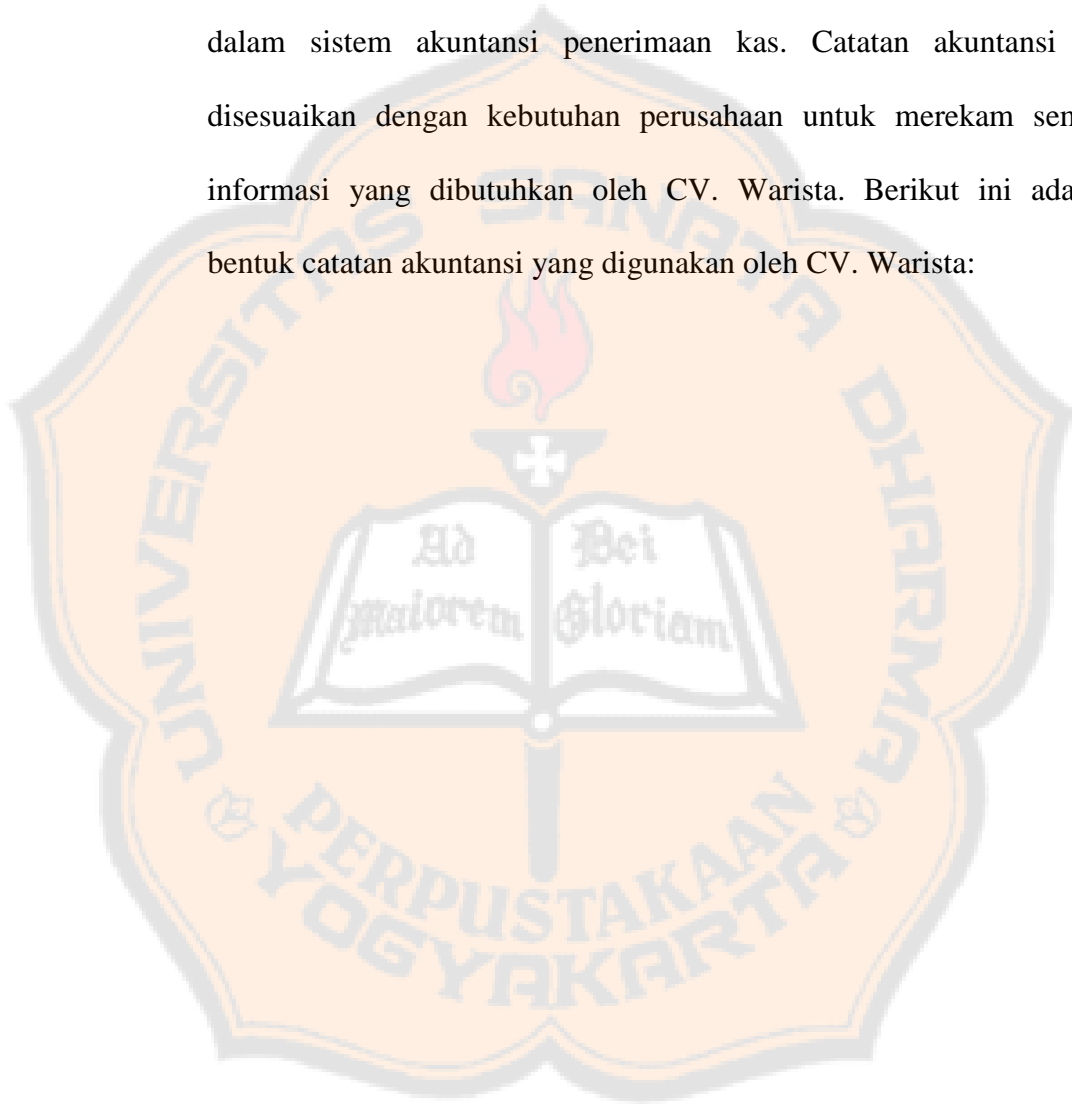 dalam sistem akuntansi penerimaan kas. Catatan akuntansi
disesuaikan dengan kebutuhan perusahaan untuk merekam
informasi yang dibutuhkan oleh CV. Warista. Berikut ini
bentuk catatan akuntansi yang digunakan oleh CV. Warista:
UNIVERSITAS SANATA DHARMA
Ad Dei
Maiorem Gloriam
PERPUSTAKAAN
YOGYAKARTA